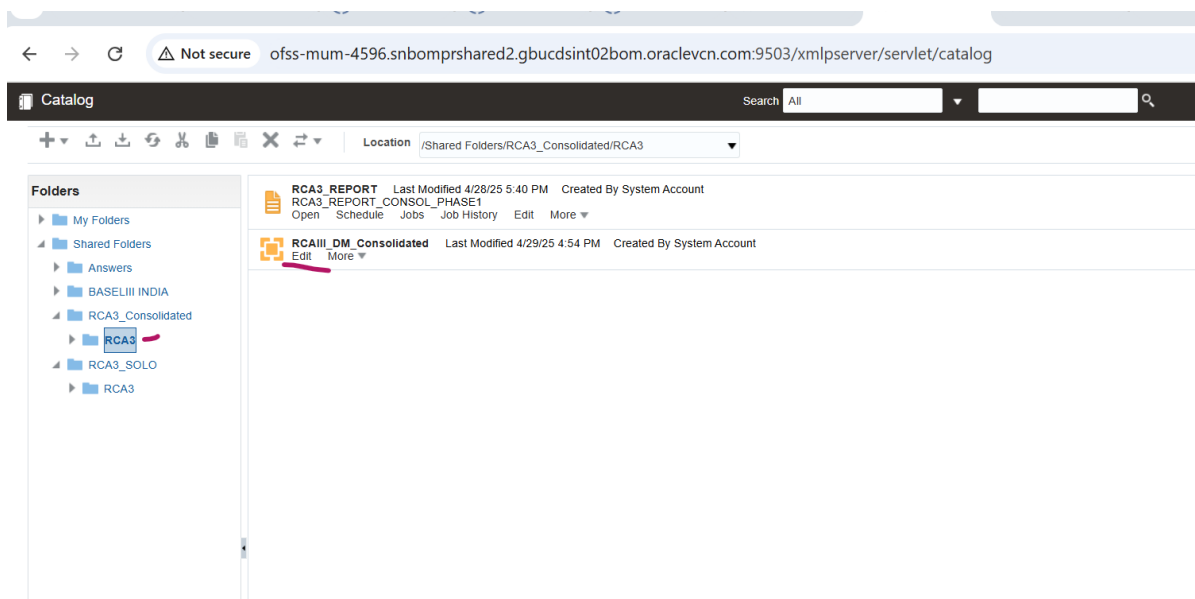 Not secure ofss-mum-4596.snbomprshared2.gbucdsint02bom.oraclevcn.com:9503/xmlpserver/servlet/catalog
Catalog
Search All
Location /Shared Folders/RCA3_Consolidated/RCA3
Folders
My Folders
Shared Folders
Answers
BASELIII INDIA
RCA3_Consolidated
RCA3
RCA3_SOLO
RCA3
RCA3_REPORT Last Modified 4/28/25 5:40 PM Created By System Account
RCA3_REPORT_CONSOL_PHASE1
Open Schedule Jobs Job History Edit More
RCAIII_DM_Consolidated Last Modified 4/29/25 4:54 PM Created By System Account
Edit More